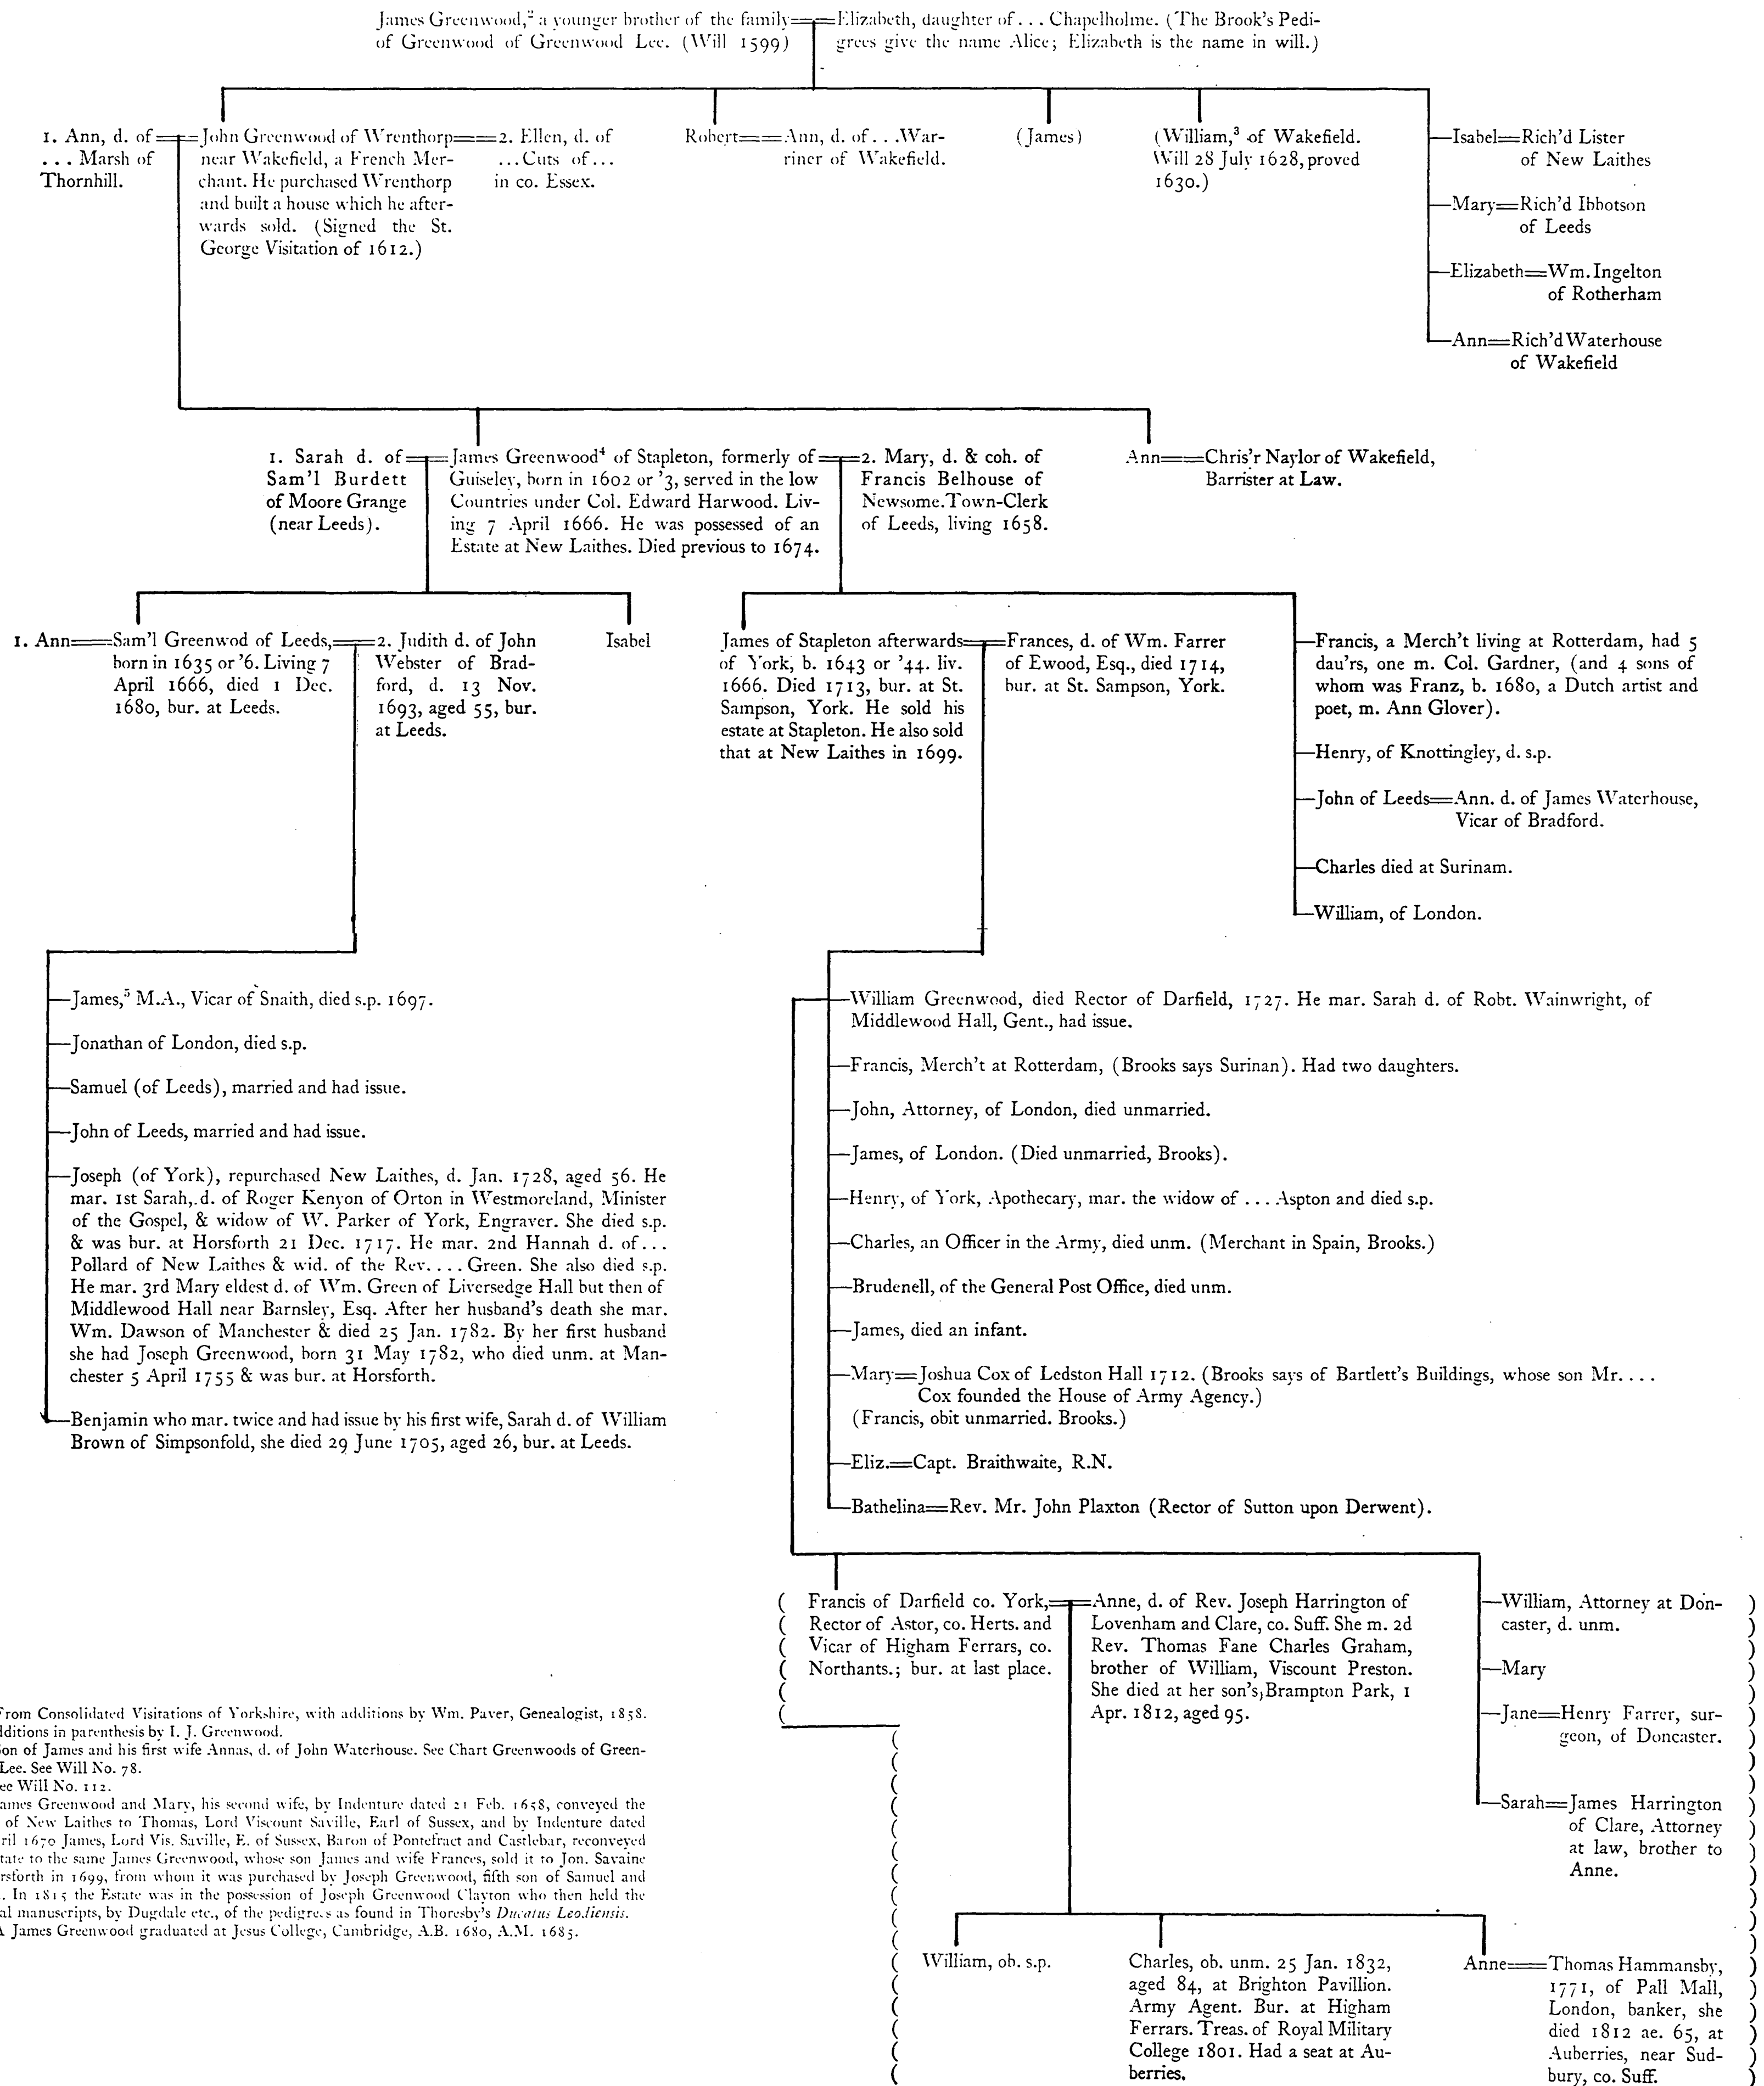 James Greenwood,² a younger brother of the family
of Greenwood of Greenwood Lee. (Will 1599)
Elizabeth, daughter of . . . Chapelholme. (The Brook's Pedi-
grees give the name Alice; Elizabeth is the name in will.)
1. Ann, d. of
. . . Marsh of
Thornhill.
John Greenwood of Wrenthorp
near Wakefield, a French Mer-
chant. He purchased Wrenthorp
and built a house which he after-
wards sold. (Signed the St.
George Visitation of 1612.)
2. Ellen, d. of
. . . Cuts of . . .
in co. Essex.
Robert==Ann, d. of . . . War-
riner of Wakefield.
(James)
(William,³ of Wakefield.
Will 28 July 1628, proved
1630.)
Isabel=Rich'd Lister
of New Laithes
Mary=Rich'd Ibbotson
of Leeds
Elizabeth=Wm. Ingelton
of Rotherham
Ann=Rich'd Waterhouse
of Wakefield
1. Sarah d. of
Sam'l Burdett
of Moore Grange
(near Leeds).
James Greenwood⁴ of Stapleton, formerly of
Guiseley, born in 1602 or '3, served in the low
Countries under Col. Edward Harwood. Liv-
ing 7 April 1666. He was possessed of an
Estate at New Laithes. Died previous to 1674.
2. Mary, d. & coh. of
Francis Belhouse of
Newsome. Town-Clerk
of Leeds, living 1658.
Ann==Chris'r Naylor of Wakefield,
Barrister at Law.
1. Ann==Sam'l Greenwod of Leeds,
born in 1635 or '6. Living 7
April 1666, died 1 Dec.
1680, bur. at Leeds.
2. Judith d. of John
Webster of Brad-
ford, d. 13 Nov.
1693, aged 55, bur.
at Leeds.
Isabel
James of Stapleton afterwards
of York, b. 1643 or '44. liv.
1666. Died 1713, bur. at St.
Sampson, York. He sold his
estate at Stapleton. He also sold
that at New Laithes in 1699.
Frances, d. of Wm. Farrer
of Ewood, Esq., died 1714,
bur. at St. Sampson, York.
Francis, a Merch't living at Rotterdam, had 5
dau'rs, one m. Col. Gardner, (and 4 sons of
whom was Franz, b. 1680, a Dutch artist and
poet, m. Ann Glover).
Henry, of Knottingley, d. s.p.
John of Leeds=Ann. d. of James Waterhouse,
Vicar of Bradford.
Charles died at Surinam.
William, of London.
James,⁵ M.A., Vicar of Snaith, died s.p. 1697.
Jonathan of London, died s.p.
Samuel (of Leeds), married and had issue.
John of Leeds, married and had issue.
Joseph (of York), repurchased New Laithes, d. Jan. 1728, aged 56. He
mar. 1st Sarah, d. of Roger Kenyon of Orton in Westmoreland, Minister
of the Gospel, & widow of W. Parker of York, Engraver. She died s.p.
& was bur. at Horsforth 21 Dec. 1717. He mar. 2nd Hannah d. of . . .
Pollard of New Laithes & wid. of the Rev. . . . Green. She also died s.p.
He mar. 3rd Mary eldest d. of Wm. Green of Liversedge Hall but then of
Middlewood Hall near Barnsley, Esq. After her husband's death she mar.
Wm. Dawson of Manchester & died 25 Jan. 1782. By her first husband
she had Joseph Greenwood, born 31 May 1782, who died unm. at Man-
chester 5 April 1755 & was bur. at Horsforth.
Benjamin who mar. twice and had issue by his first wife, Sarah d. of William
Brown of Simpsonfold, she died 29 June 1705, aged 26, bur. at Leeds.
William Greenwood, died Rector of Darfield, 1727. He mar. Sarah d. of Robt. Wainwright, of
Middlewood Hall, Gent., had issue.
Francis, Merch't at Rotterdam, (Brooks says Surinan). Had two daughters.
John, Attorney, of London, died unmarried.
James, of London. (Died unmarried, Brooks).
Henry, of York, Apothecary, mar. the widow of . . . Aspton and died s.p.
Charles, an Officer in the Army, died unm. (Merchant in Spain, Brooks.)
Brudenell, of the General Post Office, died unm.
James, died an infant.
Mary=Joshua Cox of Ledston Hall 1712. (Brooks says of Bartlett's Buildings, whose son Mr. . . .
Cox founded the House of Army Agency.)
(Francis, obit unmarried. Brooks.)
Eliz.=Capt. Braithwaite, R.N.
Bathelina=Rev. Mr. John Plaxton (Rector of Sutton upon Derwent).
Francis of Darfield co. York,
Rector of Astor, co. Herts. and
Vicar of Higham Ferrars, co.
Northants.; bur. at last place.
Anne, d. of Rev. Joseph Harrington of
Lovenham and Clare, co. Suff. She m. 2d
Rev. Thomas Fane Charles Graham,
brother of William, Viscount Preston.
She died at her son's, Brampton Park, 1
Apr. 1812, aged 95.
William, Attorney at Don-
caster, d. unm.
Mary
Jane=Henry Farrer, sur-
geon, of Doncaster.
Sarah=James Harrington
of Clare, Attorney
at law, brother to
Anne.
William, ob. s.p.
Charles, ob. unm. 25 Jan. 1832,
aged 84, at Brighton Pavillion.
Army Agent. Bur. at Higham
Ferrars. Treas. of Royal Military
College 1801. Had a seat at Au-
berries.
Anne==Thomas Hammansby,
1771, of Pall Mall,
London, banker, she
died 1812 ae. 65, at
Auberries, near Sud-
bury, co. Suff.
From Consolidated Visitations of Yorkshire, with additions by Wm. Paver, Genealogist, 1858.
dditions in parenthesis by I. J. Greenwood.
on of James and his first wife Annas, d. of John Waterhouse. See Chart Greenwoods of Green-
Lee. See Will No. 78.
ee Will No. 112.
ames Greenwood and Mary, his second wife, by Indenture dated 21 Feb. 1658, conveyed the
of New Laithes to Thomas, Lord Viscount Saville, Earl of Sussex, and by Indenture dated
ril 1670 James, Lord Vis. Saville, E. of Sussex, Baron of Pontefract and Castlebar, reconveyed
tate to the same James Greenwood, whose son James and wife Frances, sold it to Jon. Savaine
rsforth in 1699, from whom it was purchased by Joseph Greenwood, fifth son of Samuel and
. In 1815 the Estate was in the possession of Joseph Greenwood Clayton who then held the
al manuscripts, by Dugdale etc., of the pedigrees as found in Thoresby's Ducatus Leodiensis.
A James Greenwood graduated at Jesus College, Cambridge, A.B. 1680, A.M. 1685.